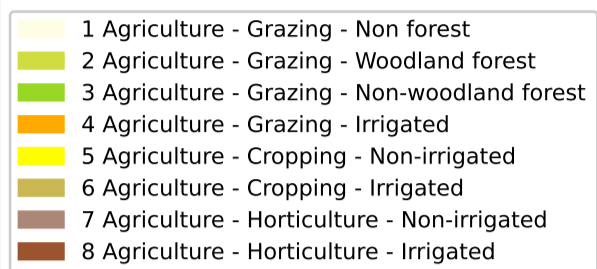 1 Agriculture - Grazing - Non forest
2 Agriculture - Grazing - Woodland forest
3 Agriculture - Grazing - Non-woodland forest
4 Agriculture - Grazing - Irrigated
5 Agriculture - Cropping - Non-irrigated
6 Agriculture - Cropping - Irrigated
7 Agriculture - Horticulture - Non-irrigated
8 Agriculture - Horticulture - Irrigated